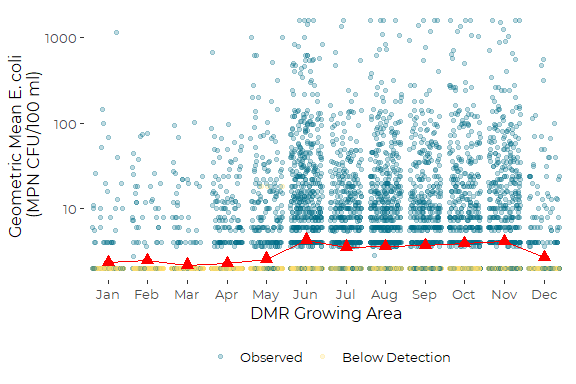 Geometric Mean E. coli
(MPN CFU/100 ml)
1000
100
10
Jan Feb Mar Apr May Jun Jul Aug Sep Oct Nov Dec
DMR Growing Area
Observed Below Detection